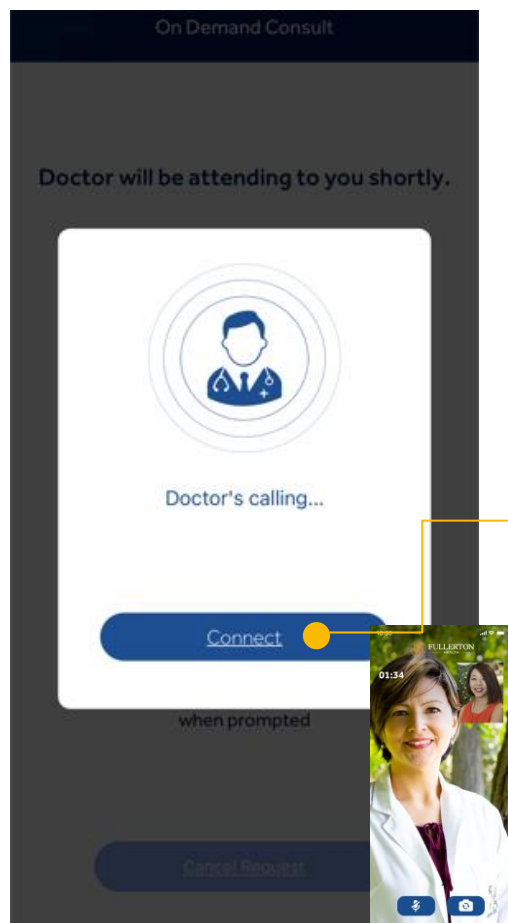 On Demand Consult
Doctor will be attending to you shortly.
Doctor's calling...
Connect
FULLERTON
HEALTH
01:34
when prompted
Cancel Request